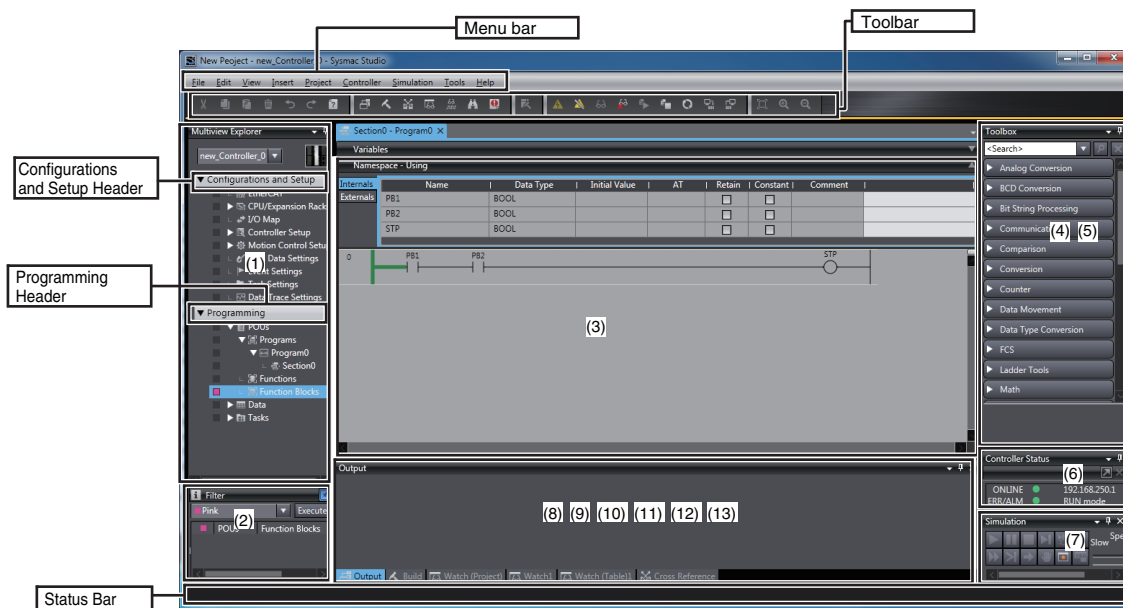 Menu bar
Toolbar
New Peoject - new_Controller_0 - Sysmac Studio
File Edit View Insert Project Controller Simulation Tools Help
Multiview Explorer
new_Controller_0
Configurations and Setup Header
Configurations and Setup
CPU/Expansion Rack
I/O Map
Controller Setup
Motion Control Setu
(1)
Data Settings
Event Settings
Settings
Data Trace Settings
Programming Header
Programming
POUs
Programs
Program0
Section0
Functions
Function Blocks
Data
Tasks
Filter
Pink
Execute
(2)
POUs Function Blocks
Section0 - Program0
Variables
Namespace - Using
Internals
Externals
Name Data Type Initial Value AT Retain Constant Comment
PB1 BOOL
PB2 BOOL
STP BOOL
0 PB1 PB2 STP
(3)
Output
(8) (9) (10) (11) (12) (13)
Output Build Watch (Project) Watch1 Watch (Table)1 Cross Reference
Toolbox
<Search>
Analog Conversion
BCD Conversion
Bit String Processing
Communicati
(4) (5)
Comparison
Conversion
Counter
Data Movement
Data Type Conversion
FCS
Ladder Tools
Math
Controller Status
(6)
ONLINE 192.168.250.1
ERR/ALM RUN mode
Simulation
(7)
Slow Spe
Status Bar